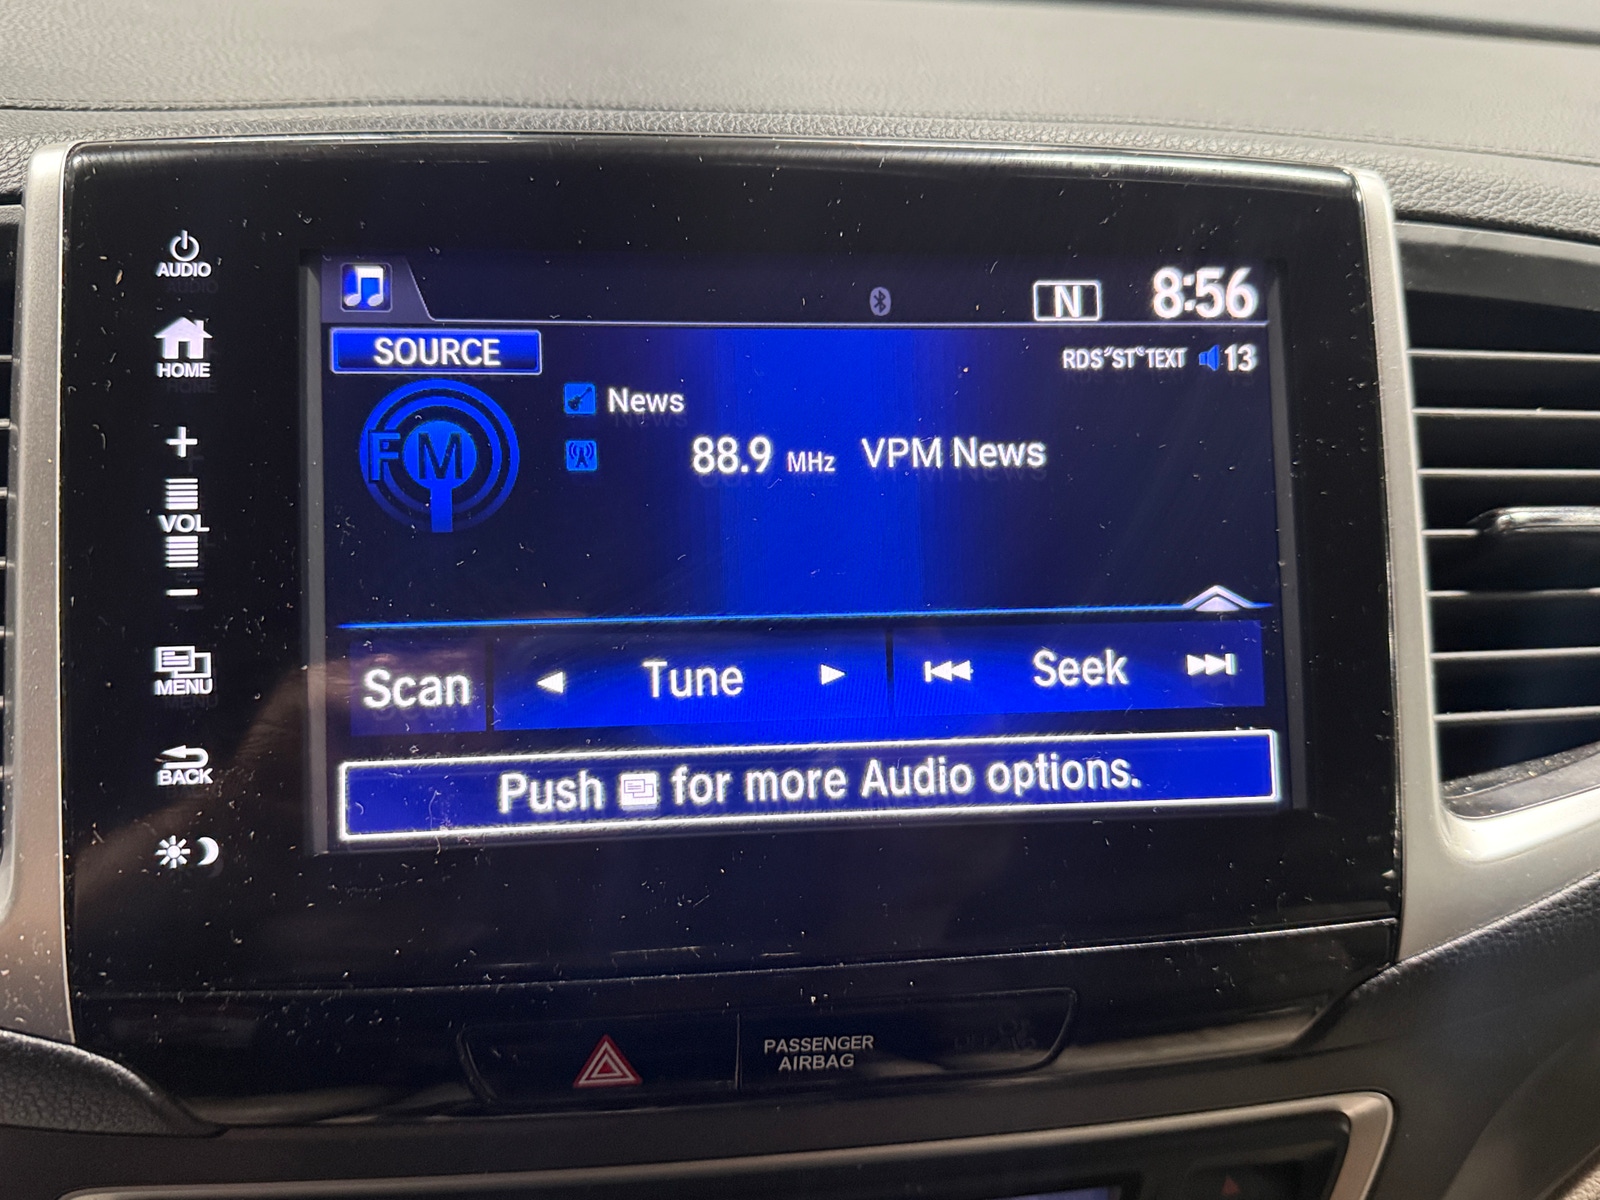 AUDIO
HOME
+
VOL
−
MENU
BACK
N
8:56
SOURCE
RDS ST TEXT 13
FM
News
88.9 MHz VPM News
Scan
Tune
Seek
Push for more Audio options.
PASSENGER
AIRBAG